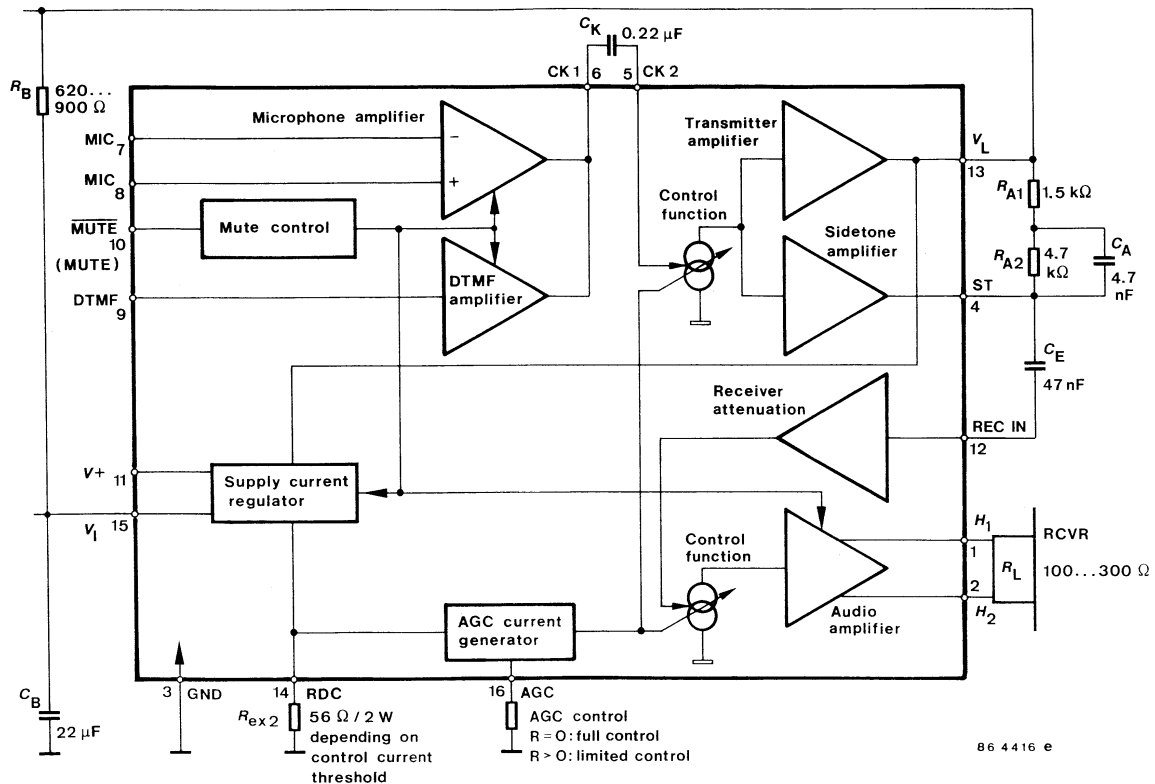 C_K
0.22 µF
CK 1 6 5 CK 2
R_B
620...
900 Ω
Microphone amplifier
MIC 7
−
MIC 8
+
MUTE
10
(MUTE)
Mute control
DTMF 9
DTMF
amplifier
Transmitter
amplifier
Control
function
Sidetone
amplifier
V_L
13
R_A1 1.5 kΩ
R_A2 4.7
kΩ
C_A
4.7
nF
ST
4
C_E
47 nF
Receiver
attenuation
REC IN
12
V+ 11
Supply current
regulator
V_I 15
Control
function
H_1
1
2
H_2
RCVR
R_L
100...300 Ω
Audio
amplifier
AGC current
generator
C_B
22 µF
3 GND
14 RDC
R_ex 2
56 Ω / 2 W
depending on
control current
threshold
16 AGC
AGC control
R = O: full control
R > O: limited control
86 4416 e